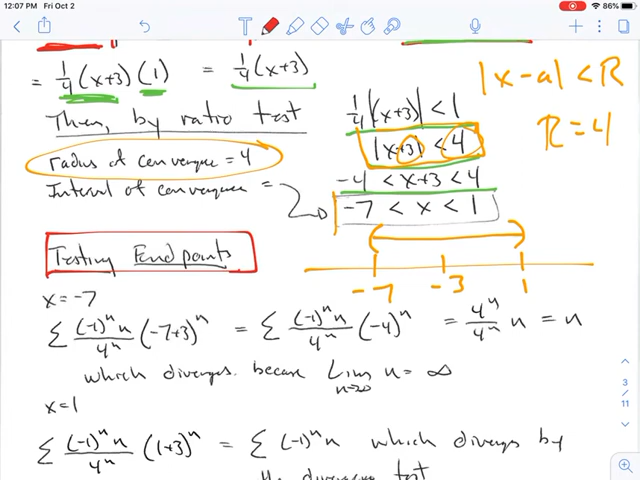 12:07 PM Fri Oct 2
86%
= 1/4 (x+3) (1) = 1/4 (x+3)
|x-a| < R
1/4 |(x+3)| < 1
Then, by ratio test
|x+3| < 4
R = 4
radius of convergence = 4
-4 < x+3 < 4
Interval of convergence =
-7 < x < 1
Testing Endpoints
-7 -3 1
x = -7
∑ (-1)^n n / 4^n (-7+3)^n = ∑ (-1)^n n / 4^n (-4)^n = 4^n / 4^n n = n
which diverges because Lim n→∞ n = ∞
x = 1
∑ (-1)^n n / 4^n (1+3)^n = ∑ (-1)^n n which diverges by
the divergence test
3
/
11